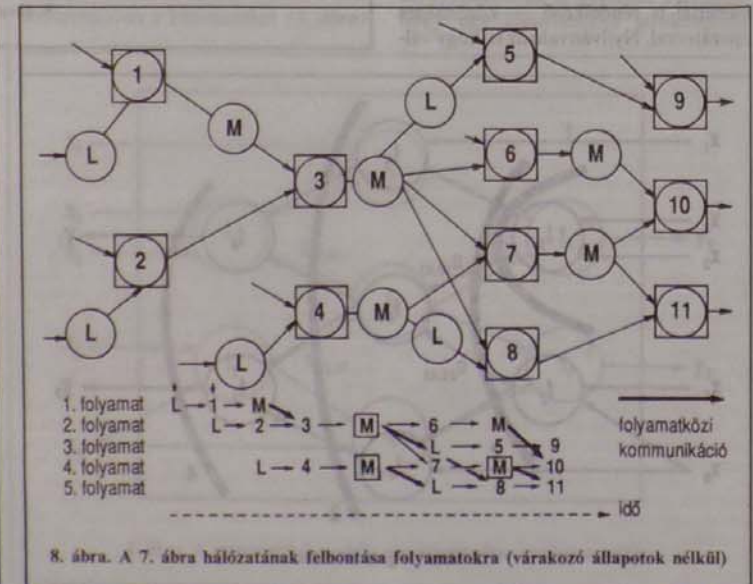 1
5
9
L
M
L
3
M
6
M
10
2
7
M
L
4
M
L
8
11
L
1. folyamat L → 1 → M
2. folyamat L → 2 → 3 → M → 6 → M
3. folyamat L → 5 → 9
4. folyamat L → 4 → M → 7 → M → 10
5. folyamat L → 8 → 11
folyamatközi
kommunikáció
idő
8. ábra. A 7. ábra hálózatának felbontása folyamatokra (várakozó állapotok nélkül)